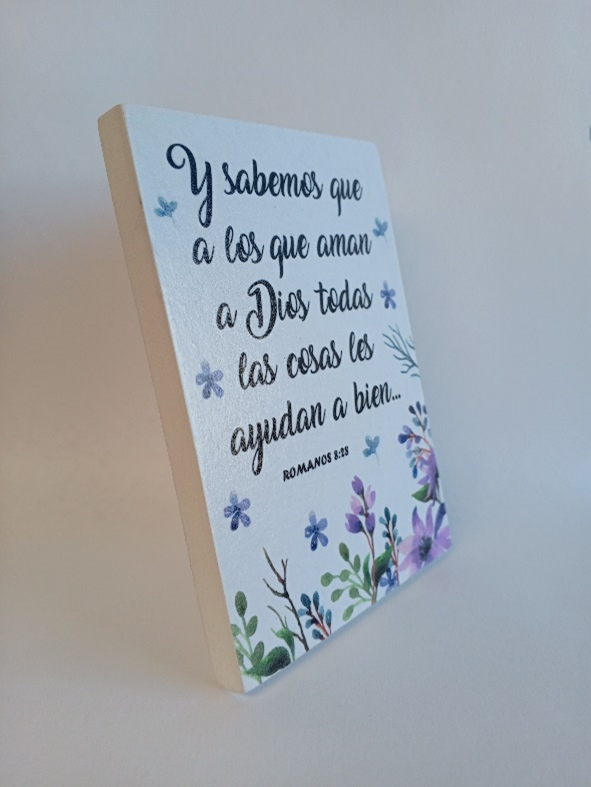 Y sabemos que
a los que aman
a Dios todas
las cosas les
ayudan a bien...
ROMANOS 8:28